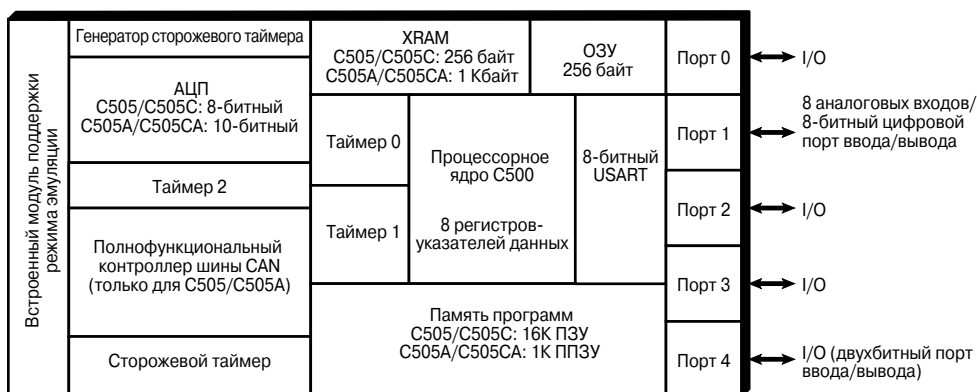 Встроенный модуль поддержки
режима эмуляции
Генератор сторожевого таймера
АЦП
C505/C505C: 8-битный
C505A/C505CA: 10-битный
Таймер 2
Полнофункциональный
контроллер шины CAN
(только для C505/C505A)
Сторожевой таймер
XRAM
C505/C505C: 256 байт
C505A/C505CA: 1 Кбайт
ОЗУ
256 байт
Таймер 0
Таймер 1
Процессорное
ядро C500
8 регистров-
указателей данных
8-битный
USART
Память программ
C505/C505C: 16K ПЗУ
C505A/C505CA: 1K ППЗУ
Порт 0
I/O
Порт 1
8 аналоговых входов/
8-битный цифровой
порт ввода/вывода
Порт 2
I/O
Порт 3
I/O
Порт 4
I/O (двухбитный порт
ввода/вывода)